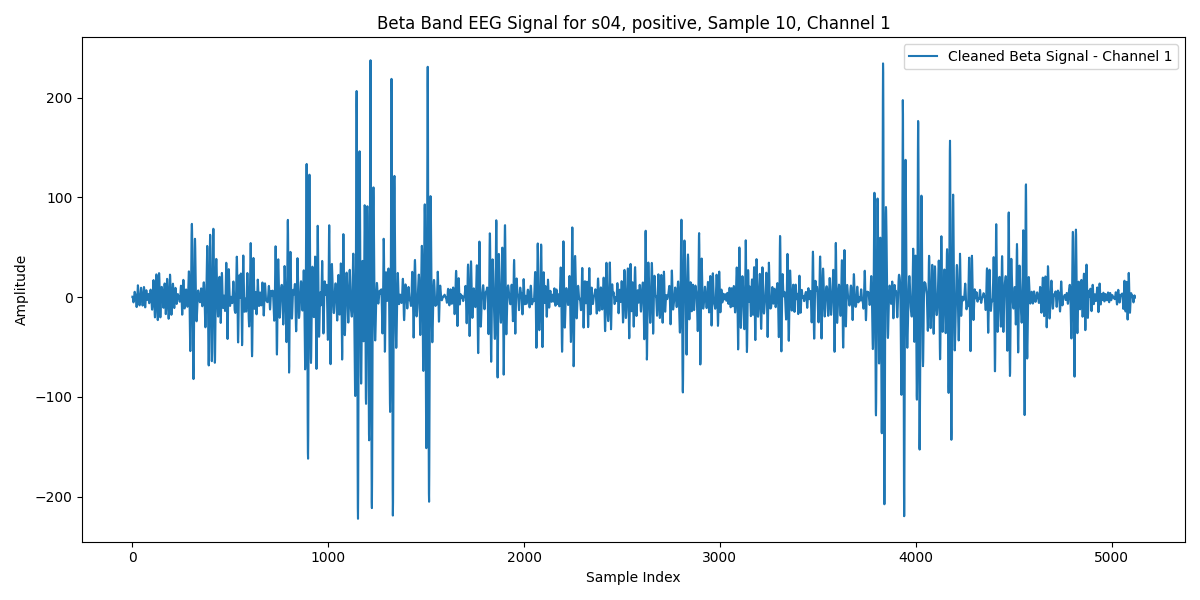 Beta Band EEG Signal for s04, positive, Sample 10, Channel 1
Cleaned Beta Signal - Channel 1
Amplitude
200
100
0
−100
−200
0 1000 2000 3000 4000 5000
Sample Index